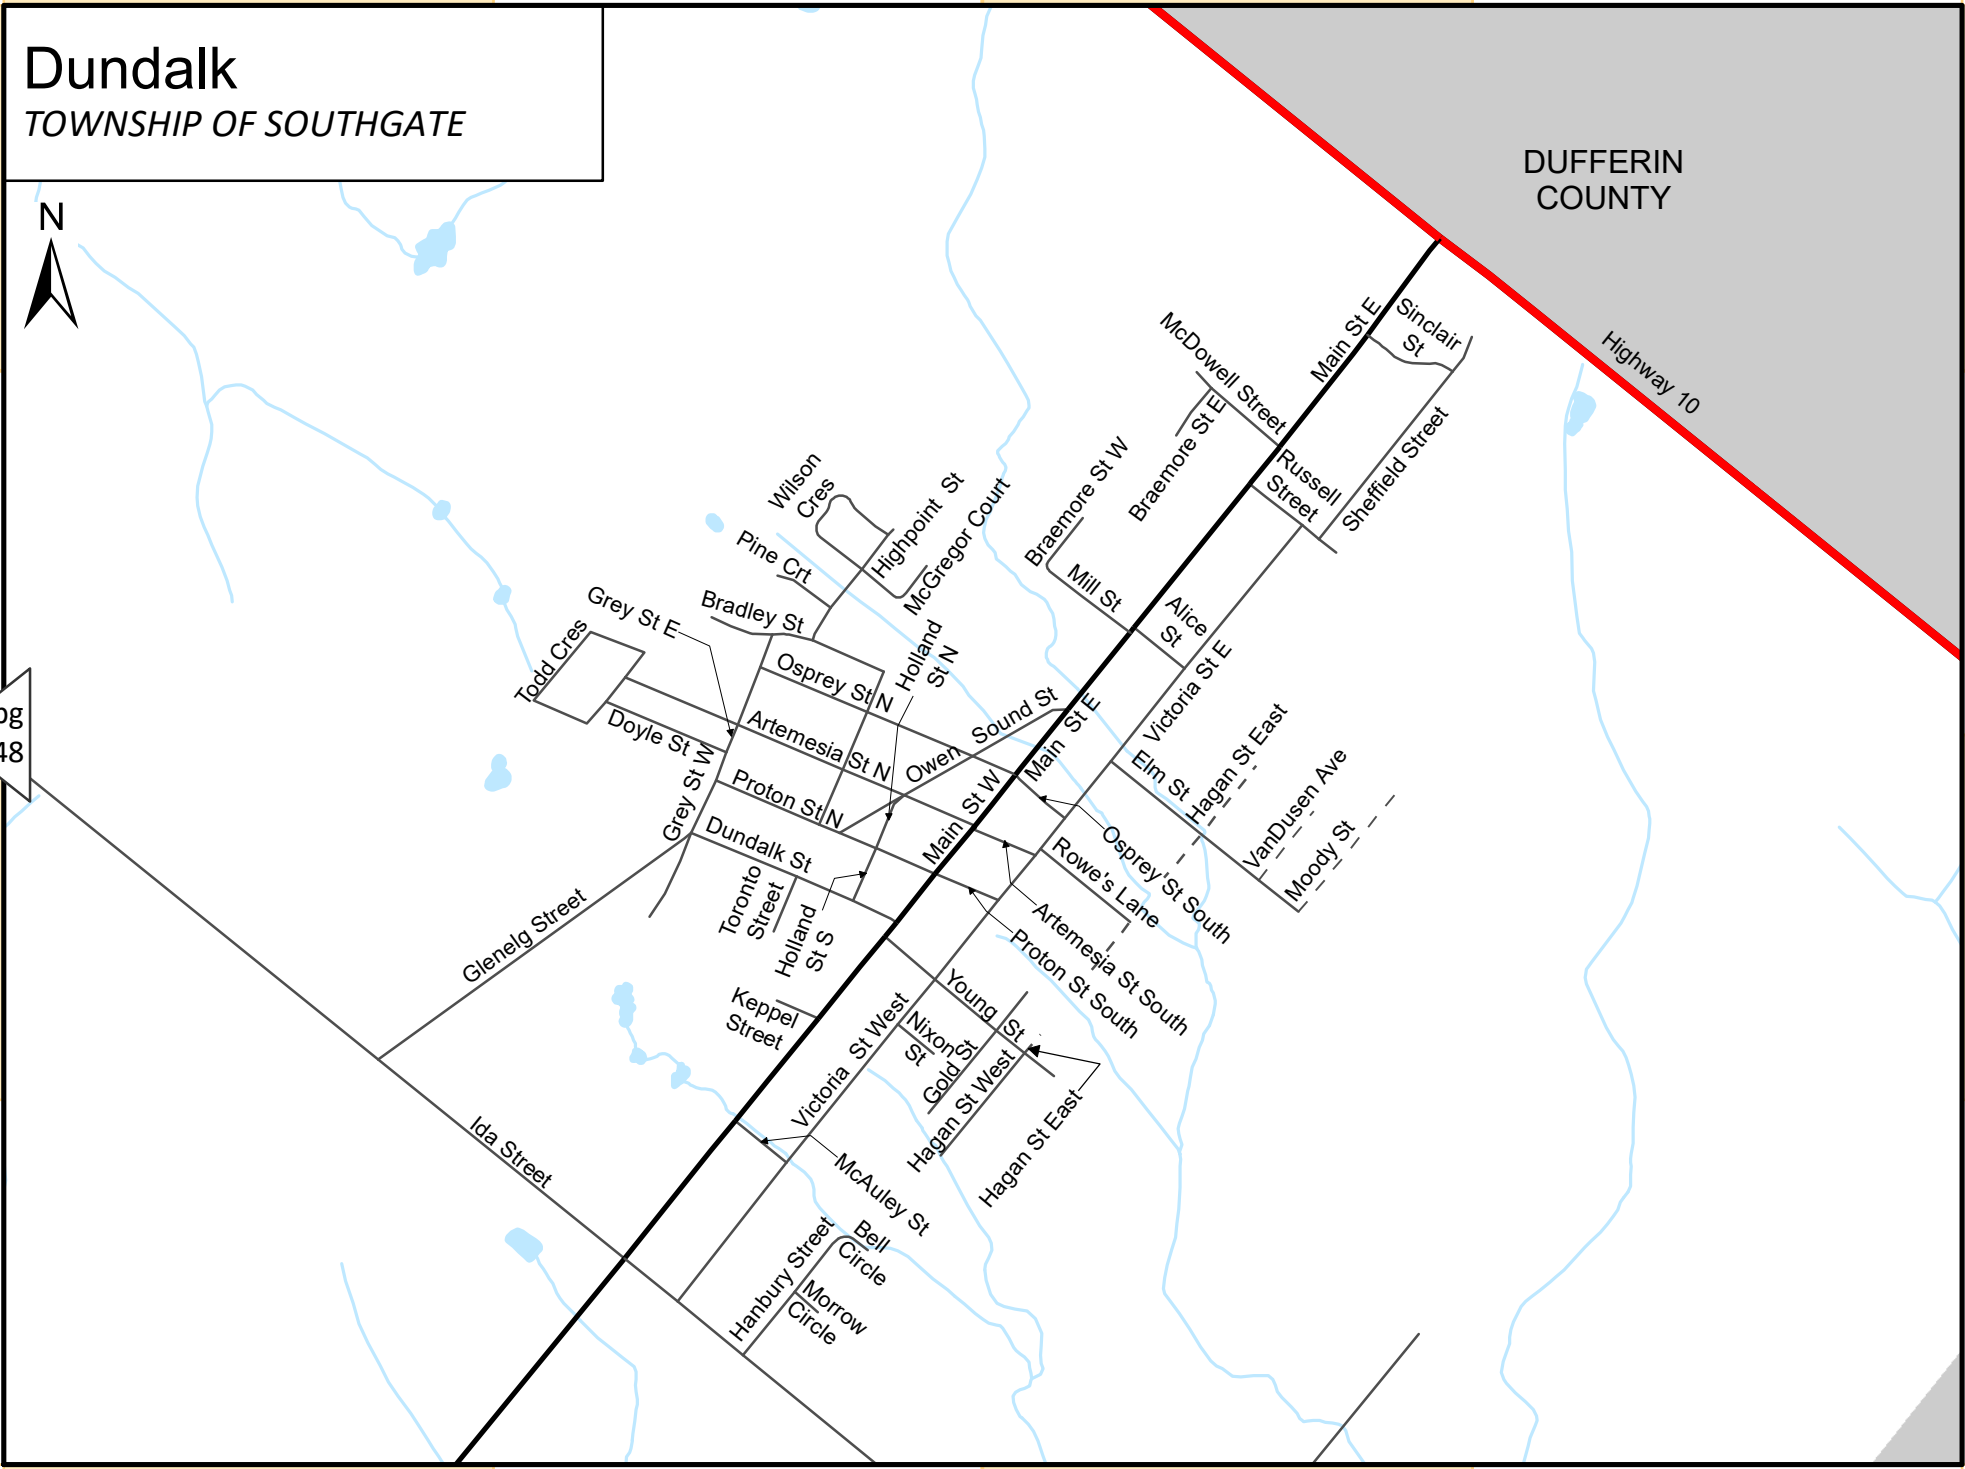 Dundalk
TOWNSHIP OF SOUTHGATE
N
DUFFERIN
COUNTY
Highway 10
Main St E
Sinclair
St
McDowell Street
Braemore St E
Braemore St W
Russell
Street
Sheffield Street
Wilson
Cres
Highpoint St
McGregor Court
Pine Crt
Mill St
Alice
St
Grey St E
Bradley St
Todd Cres
Holland
St N
Osprey St N
Victoria St E
Doyle St
Artemesia St N
Owen Sound St
Main St E
pg
48
Elm St
Hagan St East
VanDusen Ave
Moody St
Grey St W
Proton St N
Main St W
Dundalk St
Osprey St South
Rowe's Lane
Toronto
Street
Holland
St S
Artemesia St South
Proton St South
Glenelg Street
Keppel
Street
Young St
Victoria St West
Nixon
St
Gold St
Hagan St West
Hagan St East
Ida Street
McAuley St
Hanbury Street
Bell
Circle
Morrow
Circle